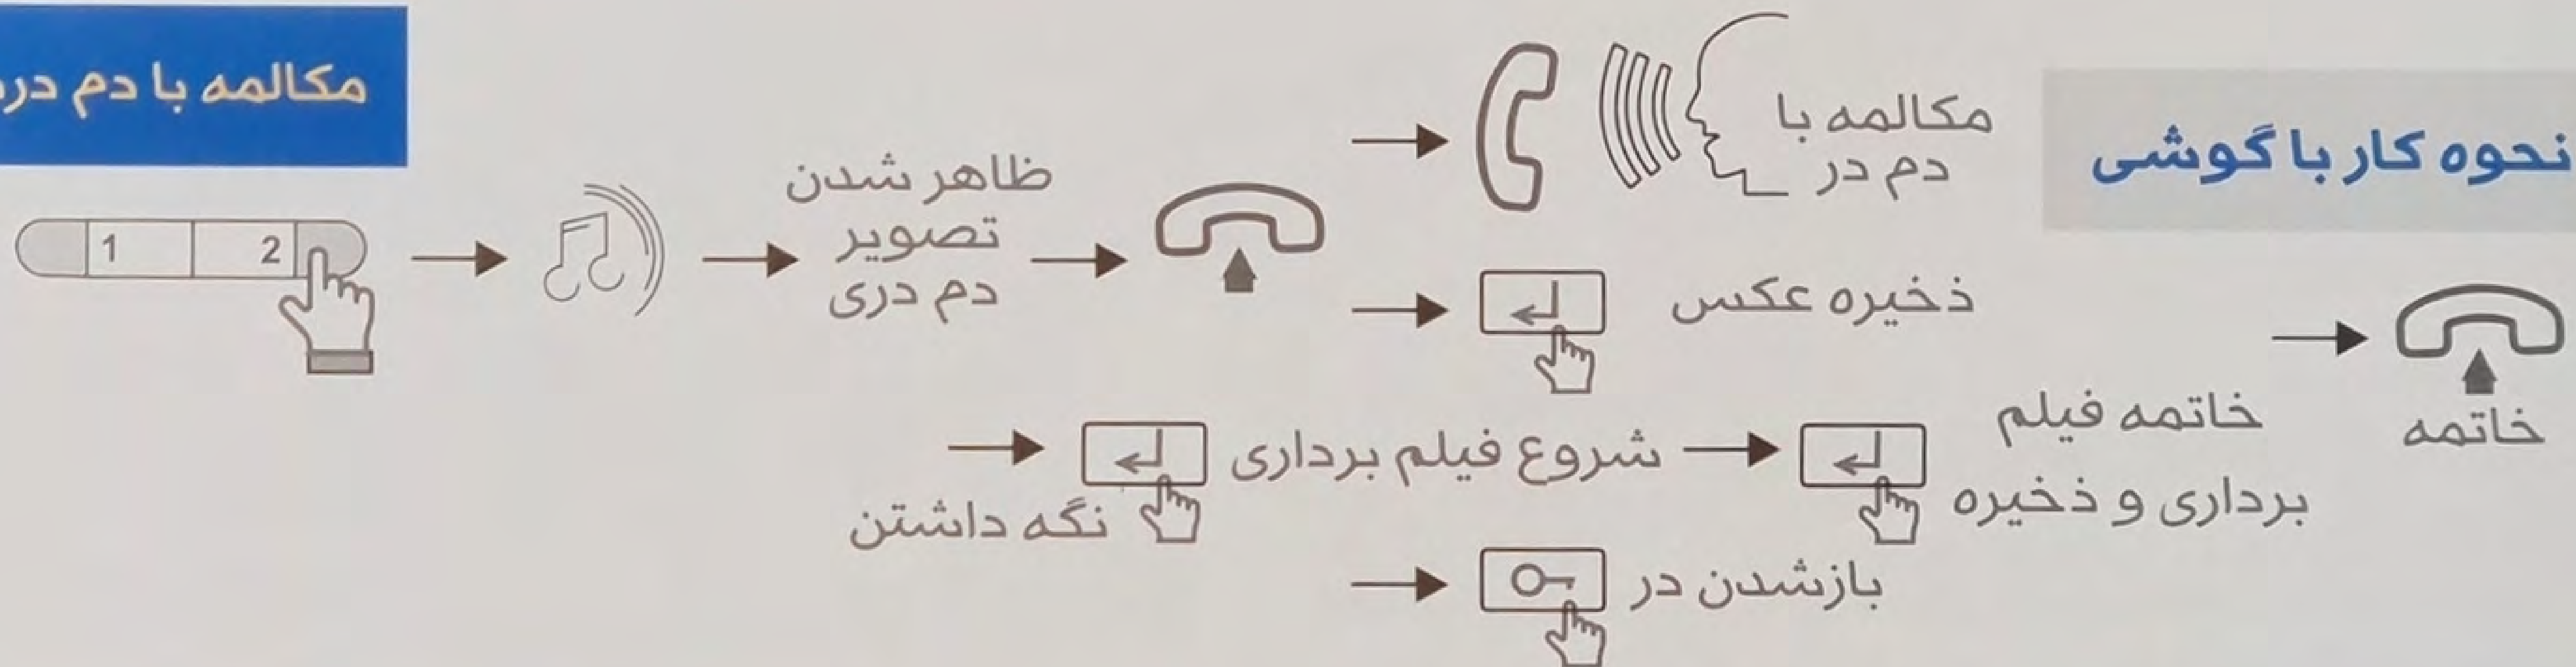 مکالمه با دم در
نحوه کار با گوشی
1 2
ظاهر شدن
تصویر
دم دری
مکالمه با
دم در
ذخیره عکس
نگه داشتن
شروع فیلم برداری
خاتمه فیلم
برداری و ذخیره
بازشدن در
خاتمه